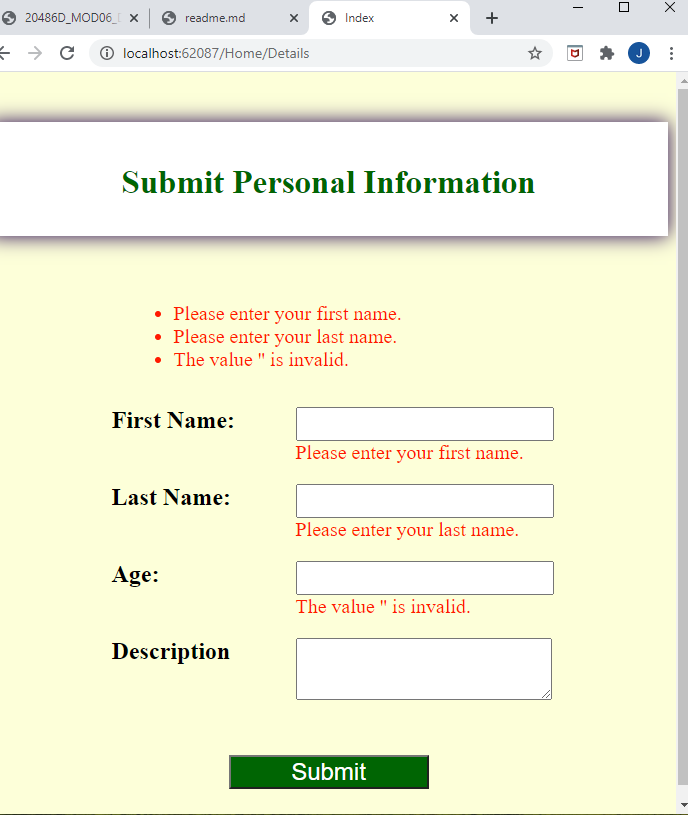 20486D_MOD06_
readme.md
Index
localhost:62087/Home/Details
J
Submit Personal Information
Please enter your first name.
Please enter your last name.
The value '' is invalid.
First Name:
Please enter your first name.
Last Name:
Please enter your last name.
Age:
The value '' is invalid.
Description
Submit